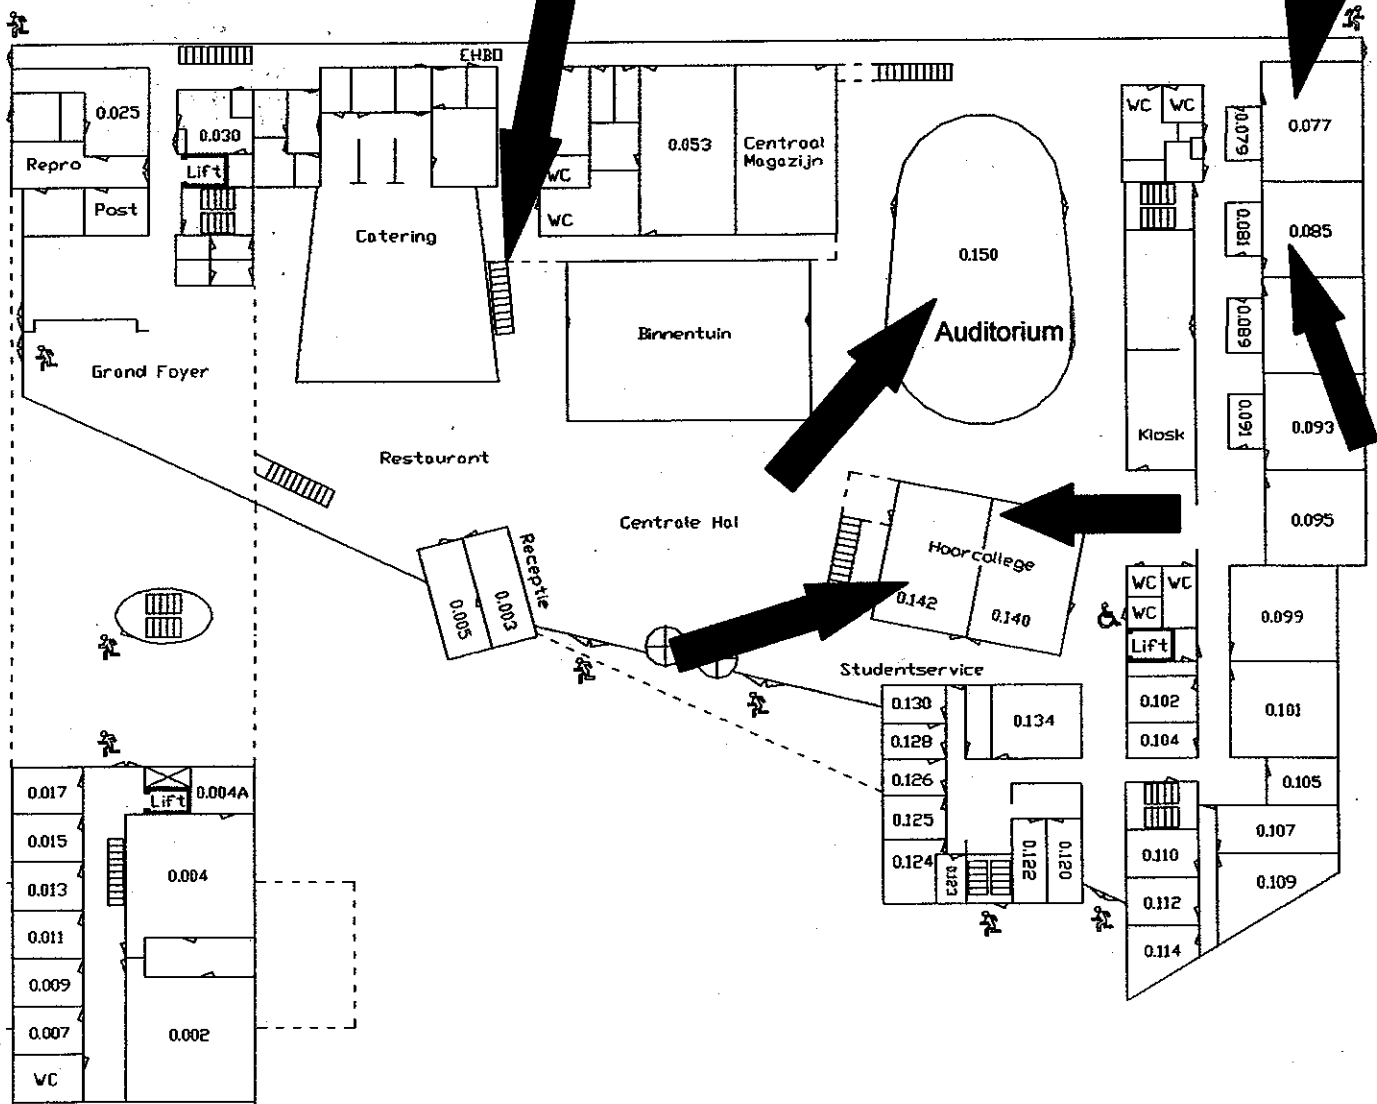 EHBO
0.025
0.030
Repro
Lift
Post
Catering
WC
WC
0.053
Centraal
Magazijn
0.150
Auditorium
WC
WC
0.079
0.077
0.081
0.085
0.089
0.091
0.093
0.095
Binnentuin
Kiosk
Grand Foyer
Restaurant
Centrale Hal
Receptie
0.005
0.003
Hoorcollege
0.142
0.140
Studentservice
WC
WC
WC
Lift
0.099
0.101
0.102
0.104
0.105
0.107
0.109
0.110
0.112
0.114
0.130
0.128
0.126
0.125
0.124
0.123
0.122
0.120
0.134
0.017
Lift
0.004A
0.015
0.013
0.004
0.011
0.009
0.007
0.002
WC